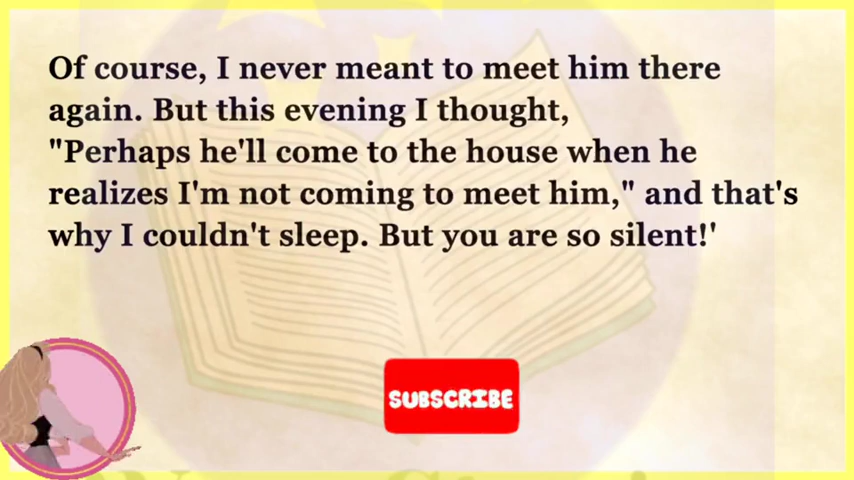 Of course, I never meant to meet him there
again. But this evening I thought,
"Perhaps he'll come to the house when he
realizes I'm not coming to meet him," and that's
why I couldn't sleep. But you are so silent!'
SUBSCRIBE